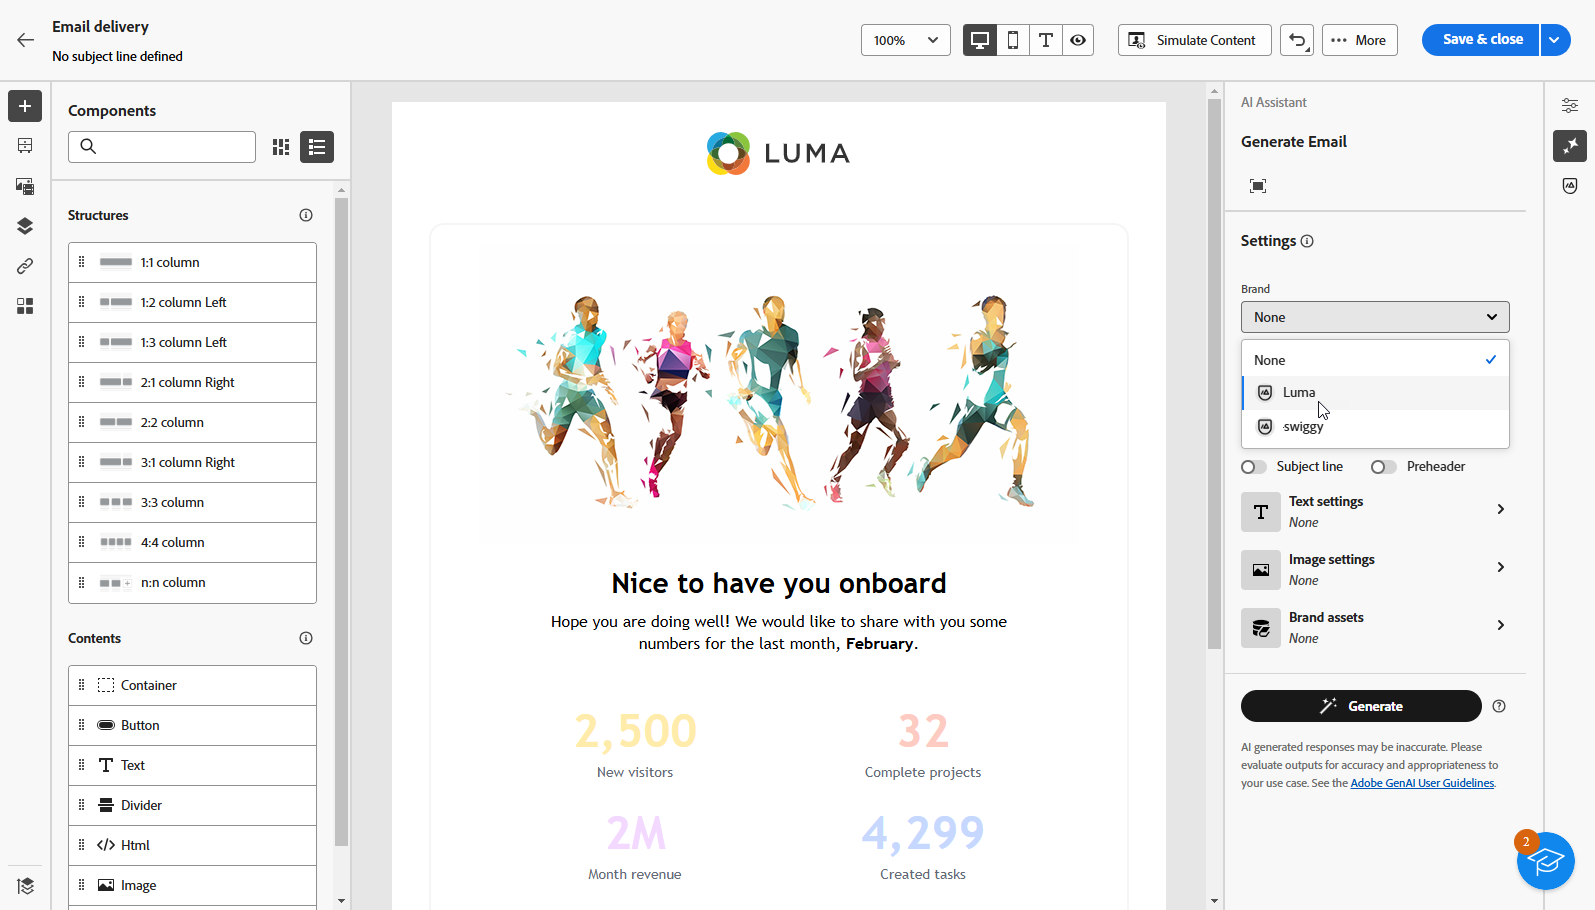 Email delivery
No subject line defined
100%
Simulate Content
More
Save & close
Components
Structures
1:1 column
1:2 column Left
1:3 column Left
2:1 column Right
2:2 column
3:1 column Right
3:3 column
4:4 column
n:n column
Contents
Container
Button
Text
Divider
Html
Image
LUMA
Nice to have you onboard
Hope you are doing well! We would like to share with you some
numbers for the last month, February.
2,500
New visitors
32
Complete projects
2M
Month revenue
4,299
Created tasks
AI Assistant
Generate Email
Settings
Brand
None
None
Luma
swiggy
Subject line
Preheader
Text settings
None
Image settings
None
Brand assets
None
Generate
AI generated responses may be inaccurate. Please
evaluate outputs for accuracy and appropriateness to
your use case. See the Adobe GenAI User Guidelines.
2